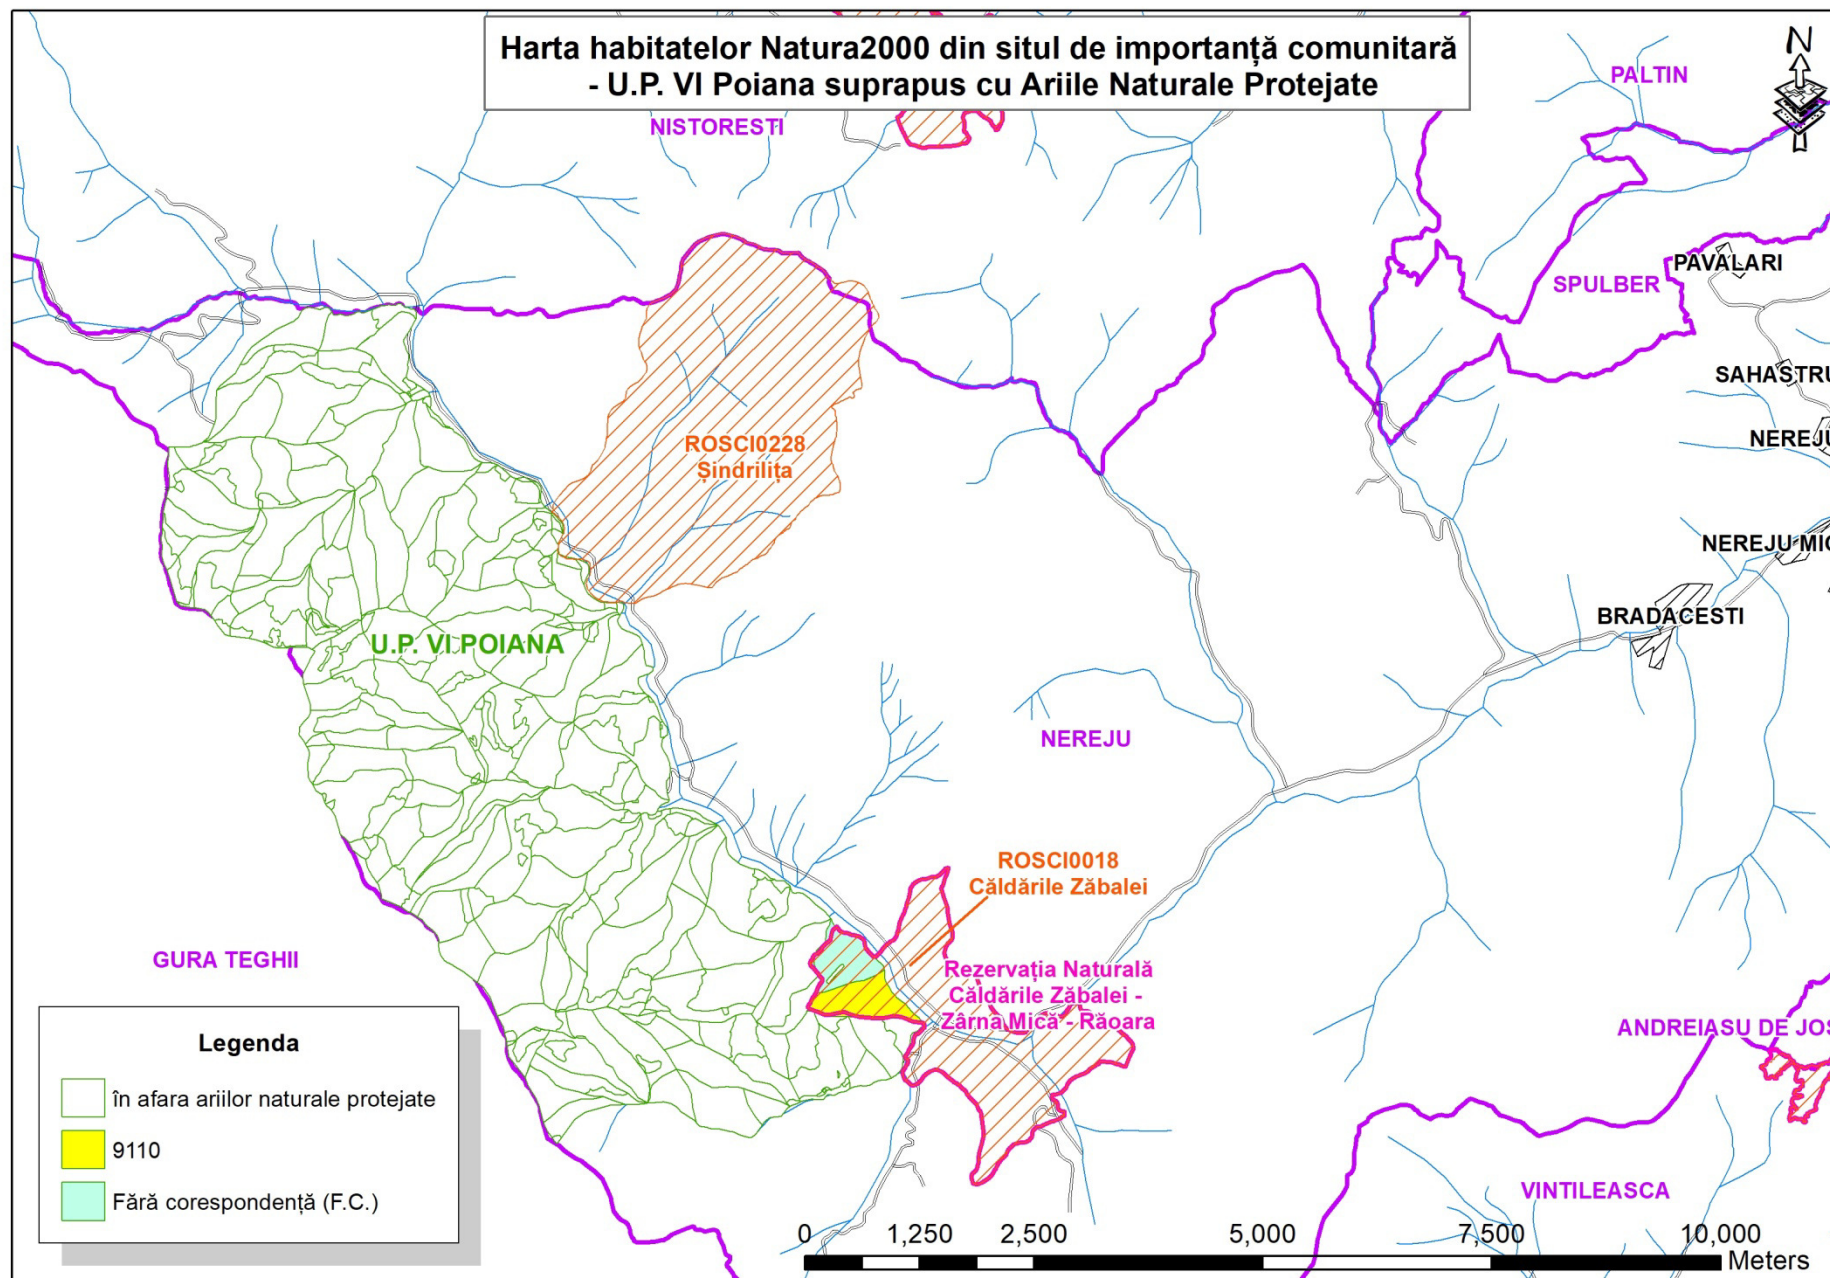 Harta habitatelor Natura2000 din situl de importanță comunitară
- U.P. VI Poiana suprapus cu Ariile Naturale Protejate
N
PALTIN
NISTORESTI
PAVALARI
SPULBER
SAHASTRU
ROSCI0228
Șindrilița
NEREJU
NEREJU MIC
BRADACESTI
U.P. VI POIANA
NEREJU
ROSCI0018
Căldările Zăbalei
GURA TEGHII
Rezervația Naturală
Căldările Zăbalei -
Zârna Mică - Răoara
ANDREIASU DE JOS
VINTILEASCA
Legenda
în afara ariilor naturale protejate
9110
Fără corespondență (F.C.)
0 1,250 2,500 5,000 7,500 10,000
Meters